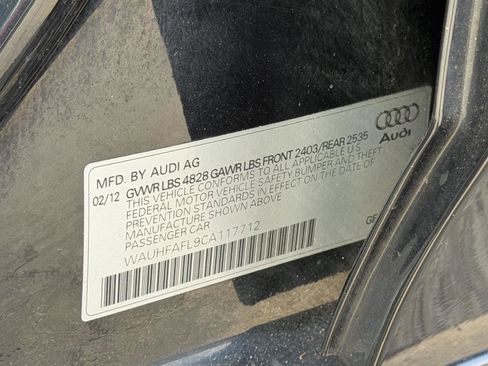 MFD. BY AUDI AG
02/12 GVWR LBS 4828 GAWR LBS FRONT 2403/REAR 2535
THIS VEHICLE CONFORMS TO ALL APPLICABLE U.S.
FEDERAL MOTOR VEHICLE SAFETY BUMPER AND THEFT
PREVENTION STANDARDS IN EFFECT ON THE DATE OF
MANUFACTURE SHOWN ABOVE
PASSENGER CAR
WAUHFAFL9CA117712
Audi